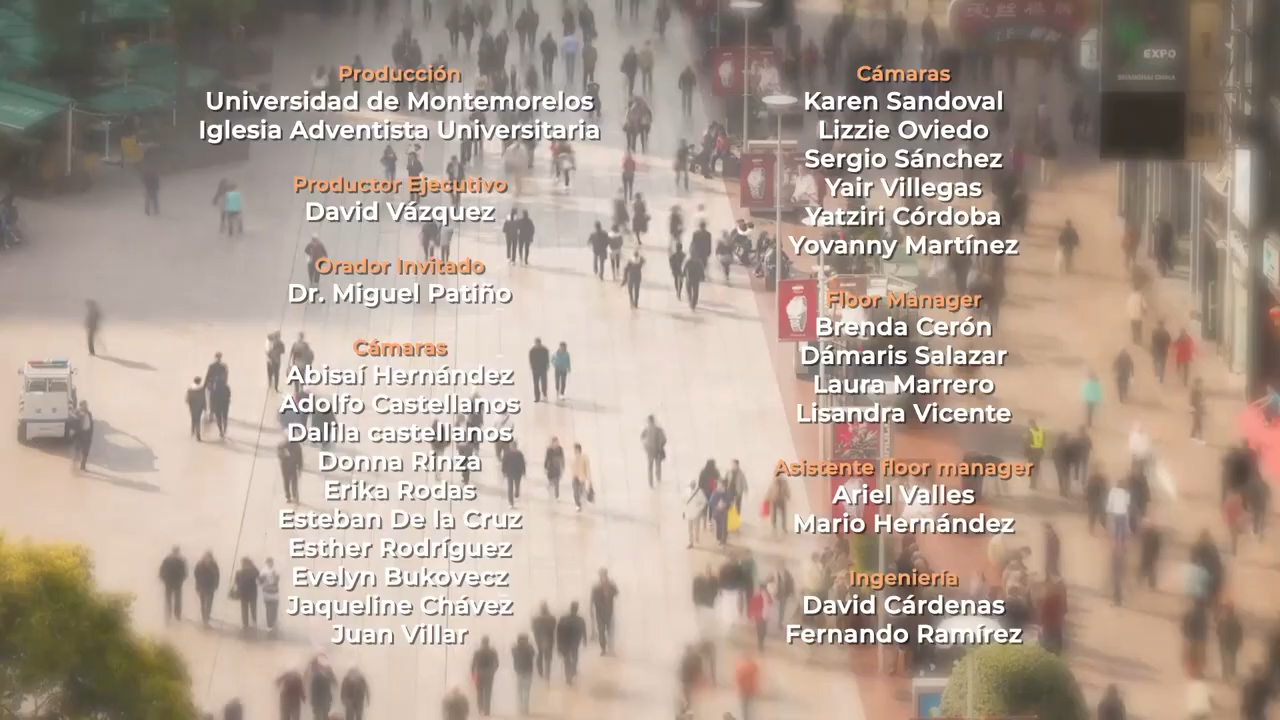 Producción
Universidad de Montemorelos
Iglesia Adventista Universitaria
Productor Ejecutivo
David Vázquez
Orador Invitado
Dr. Miguel Patiño
Cámaras
Abisaí Hernández
Adolfo Castellanos
Dalila castellanos
Donna Rinza
Erika Rodas
Esteban De la Cruz
Esther Rodríguez
Evelyn Bukovecz
Jaqueline Chávez
Juan Villar
Cámaras
Karen Sandoval
Lizzie Oviedo
Sergio Sánchez
Yair Villegas
Yatziri Córdoba
Yovanny Martínez
Floor Manager
Brenda Cerón
Dámaris Salazar
Laura Marrero
Lisandra Vicente
Asistente floor manager
Ariel Valles
Mario Hernández
Ingeniería
David Cárdenas
Fernando Ramírez
EXPO
SHANGHAI CHINA